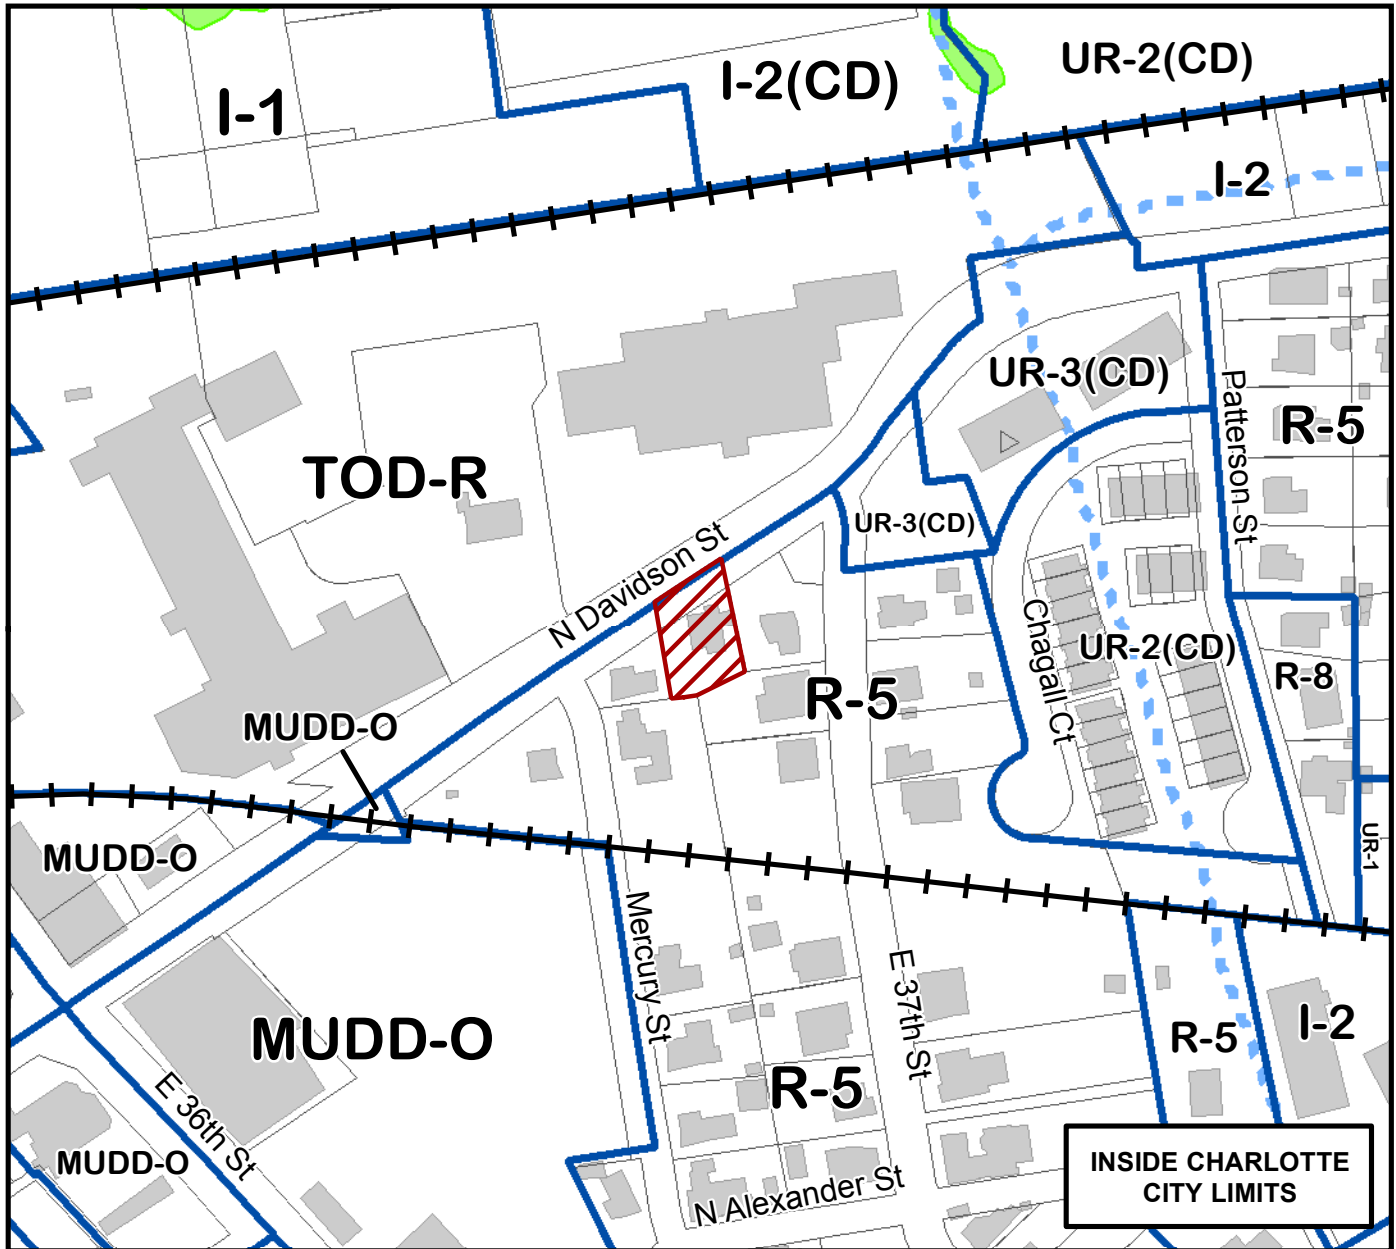 UR-2(CD)
I-2(CD)
I-1
I-2
UR-3(CD)
Patterson St
R-5
TOD-R
UR-3(CD)
N Davidson St
Chagall Ct
UR-2(CD)
R-8
R-5
MUDD-O
UR-1
MUDD-O
Mercury St
E 37th St
I-2
R-5
MUDD-O
R-5
E 36th St
MUDD-O
N Alexander St
INSIDE CHARLOTTE
CITY LIMITS